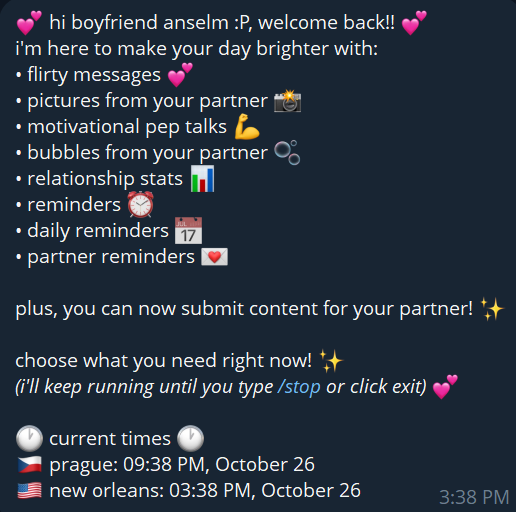 💕 hi boyfriend anselm :P, welcome back!! 💕
i'm here to make your day brighter with:
• flirty messages 💕
• pictures from your partner 📸
• motivational pep talks 💪
• bubbles from your partner 🫧
• relationship stats 📊
• reminders ⏰
• daily reminders 📅
• partner reminders 💌
plus, you can now submit content for your partner! ✨
choose what you need right now! ✨
(i'll keep running until you type /stop or click exit) 💕
🕐 current times 🕐
🇨🇿 prague: 09:38 PM, October 26
🇺🇸 new orleans: 03:38 PM, October 26
3:38 PM